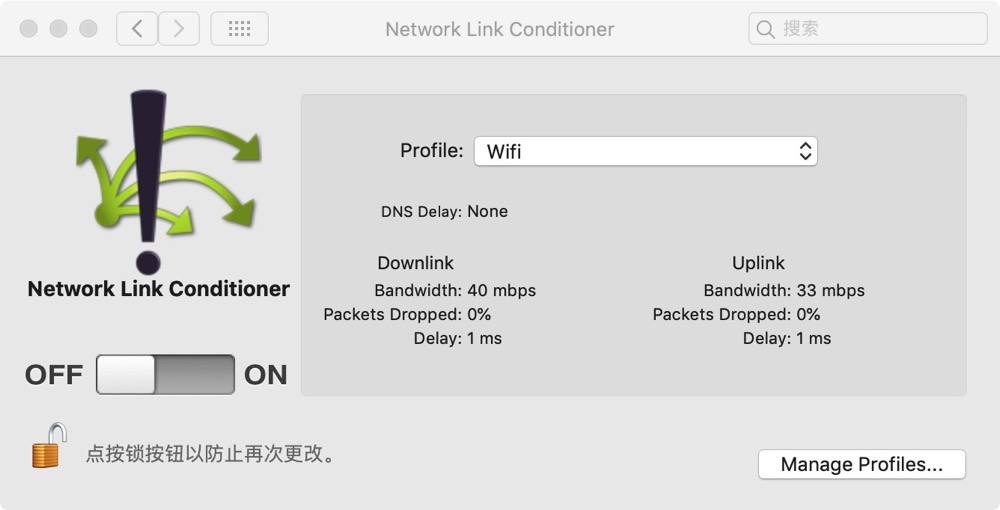 Network Link Conditioner
搜索
Profile: Wifi
DNS Delay: None
Downlink
Uplink
Network Link Conditioner
Bandwidth: 40 mbps
Bandwidth: 33 mbps
Packets Dropped: 0%
Packets Dropped: 0%
Delay: 1 ms
Delay: 1 ms
OFF ON
点按锁按钮以防止再次更改。
Manage Profiles...